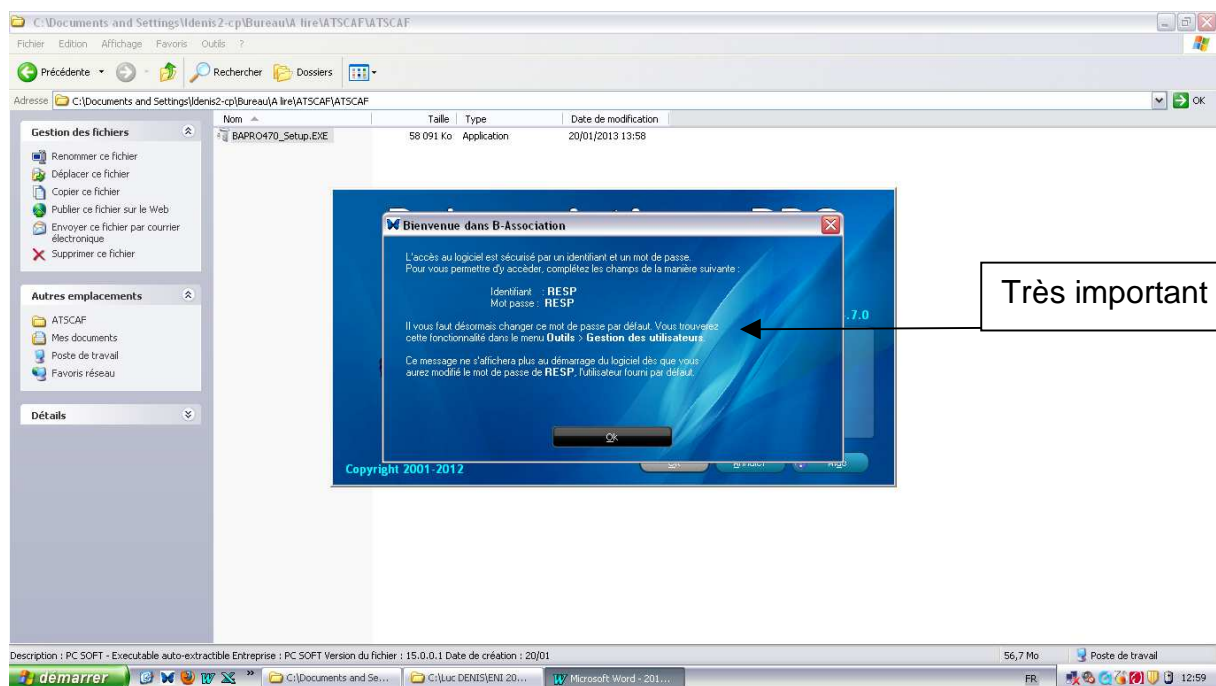 C:\Documents and Settings\ldenis2-cp\Bureau\A lire\ATSCAF\ATSCAF
Fichier Edition Affichage Favoris Outils ?
Précédente Rechercher Dossiers
Adresse C:\Documents and Settings\ldenis2-cp\Bureau\A lire\ATSCAF\ATSCAF OK
Nom Taille Type Date de modification
BAPRO470_Setup.EXE 58 091 Ko Application 20/01/2013 13:58
Gestion des fichiers
Renommer ce fichier
Déplacer ce fichier
Copier ce fichier
Publier ce fichier sur le Web
Envoyer ce fichier par courrier
électronique
Supprimer ce fichier
Autres emplacements
ATSCAF
Mes documents
Poste de travail
Favoris réseau
Détails
Bienvenue dans B-Association
L'accès au logiciel est sécurisé par un identifiant et un mot de passe.
Pour vous permettre d'y accèder, complétez les champs de la manière suivante :
Identifiant : RESP
Mot passe : RESP
Il vous faut désormais changer ce mot de passe par défaut. Vous trouverez
cette fonctionnalité dans le menu Outils > Gestion des utilisateurs.
Ce message ne s'affichera plus au démarrage du logiciel dès que vous
aurez modifié le mot de passe de RESP, l'utilisateur fourni par défaut.
Ok
.7.0
Copyright 2001-2012
Très important
Description : PC SOFT - Executable auto-extractible Entreprise : PC SOFT Version du fichier : 15.0.0.1 Date de création : 20/01 56,7 Mo Poste de travail
démarrer C:\Documents and Se... C:\Luc DENIS\ENI 20... Microsoft Word - 201... FR 12:59